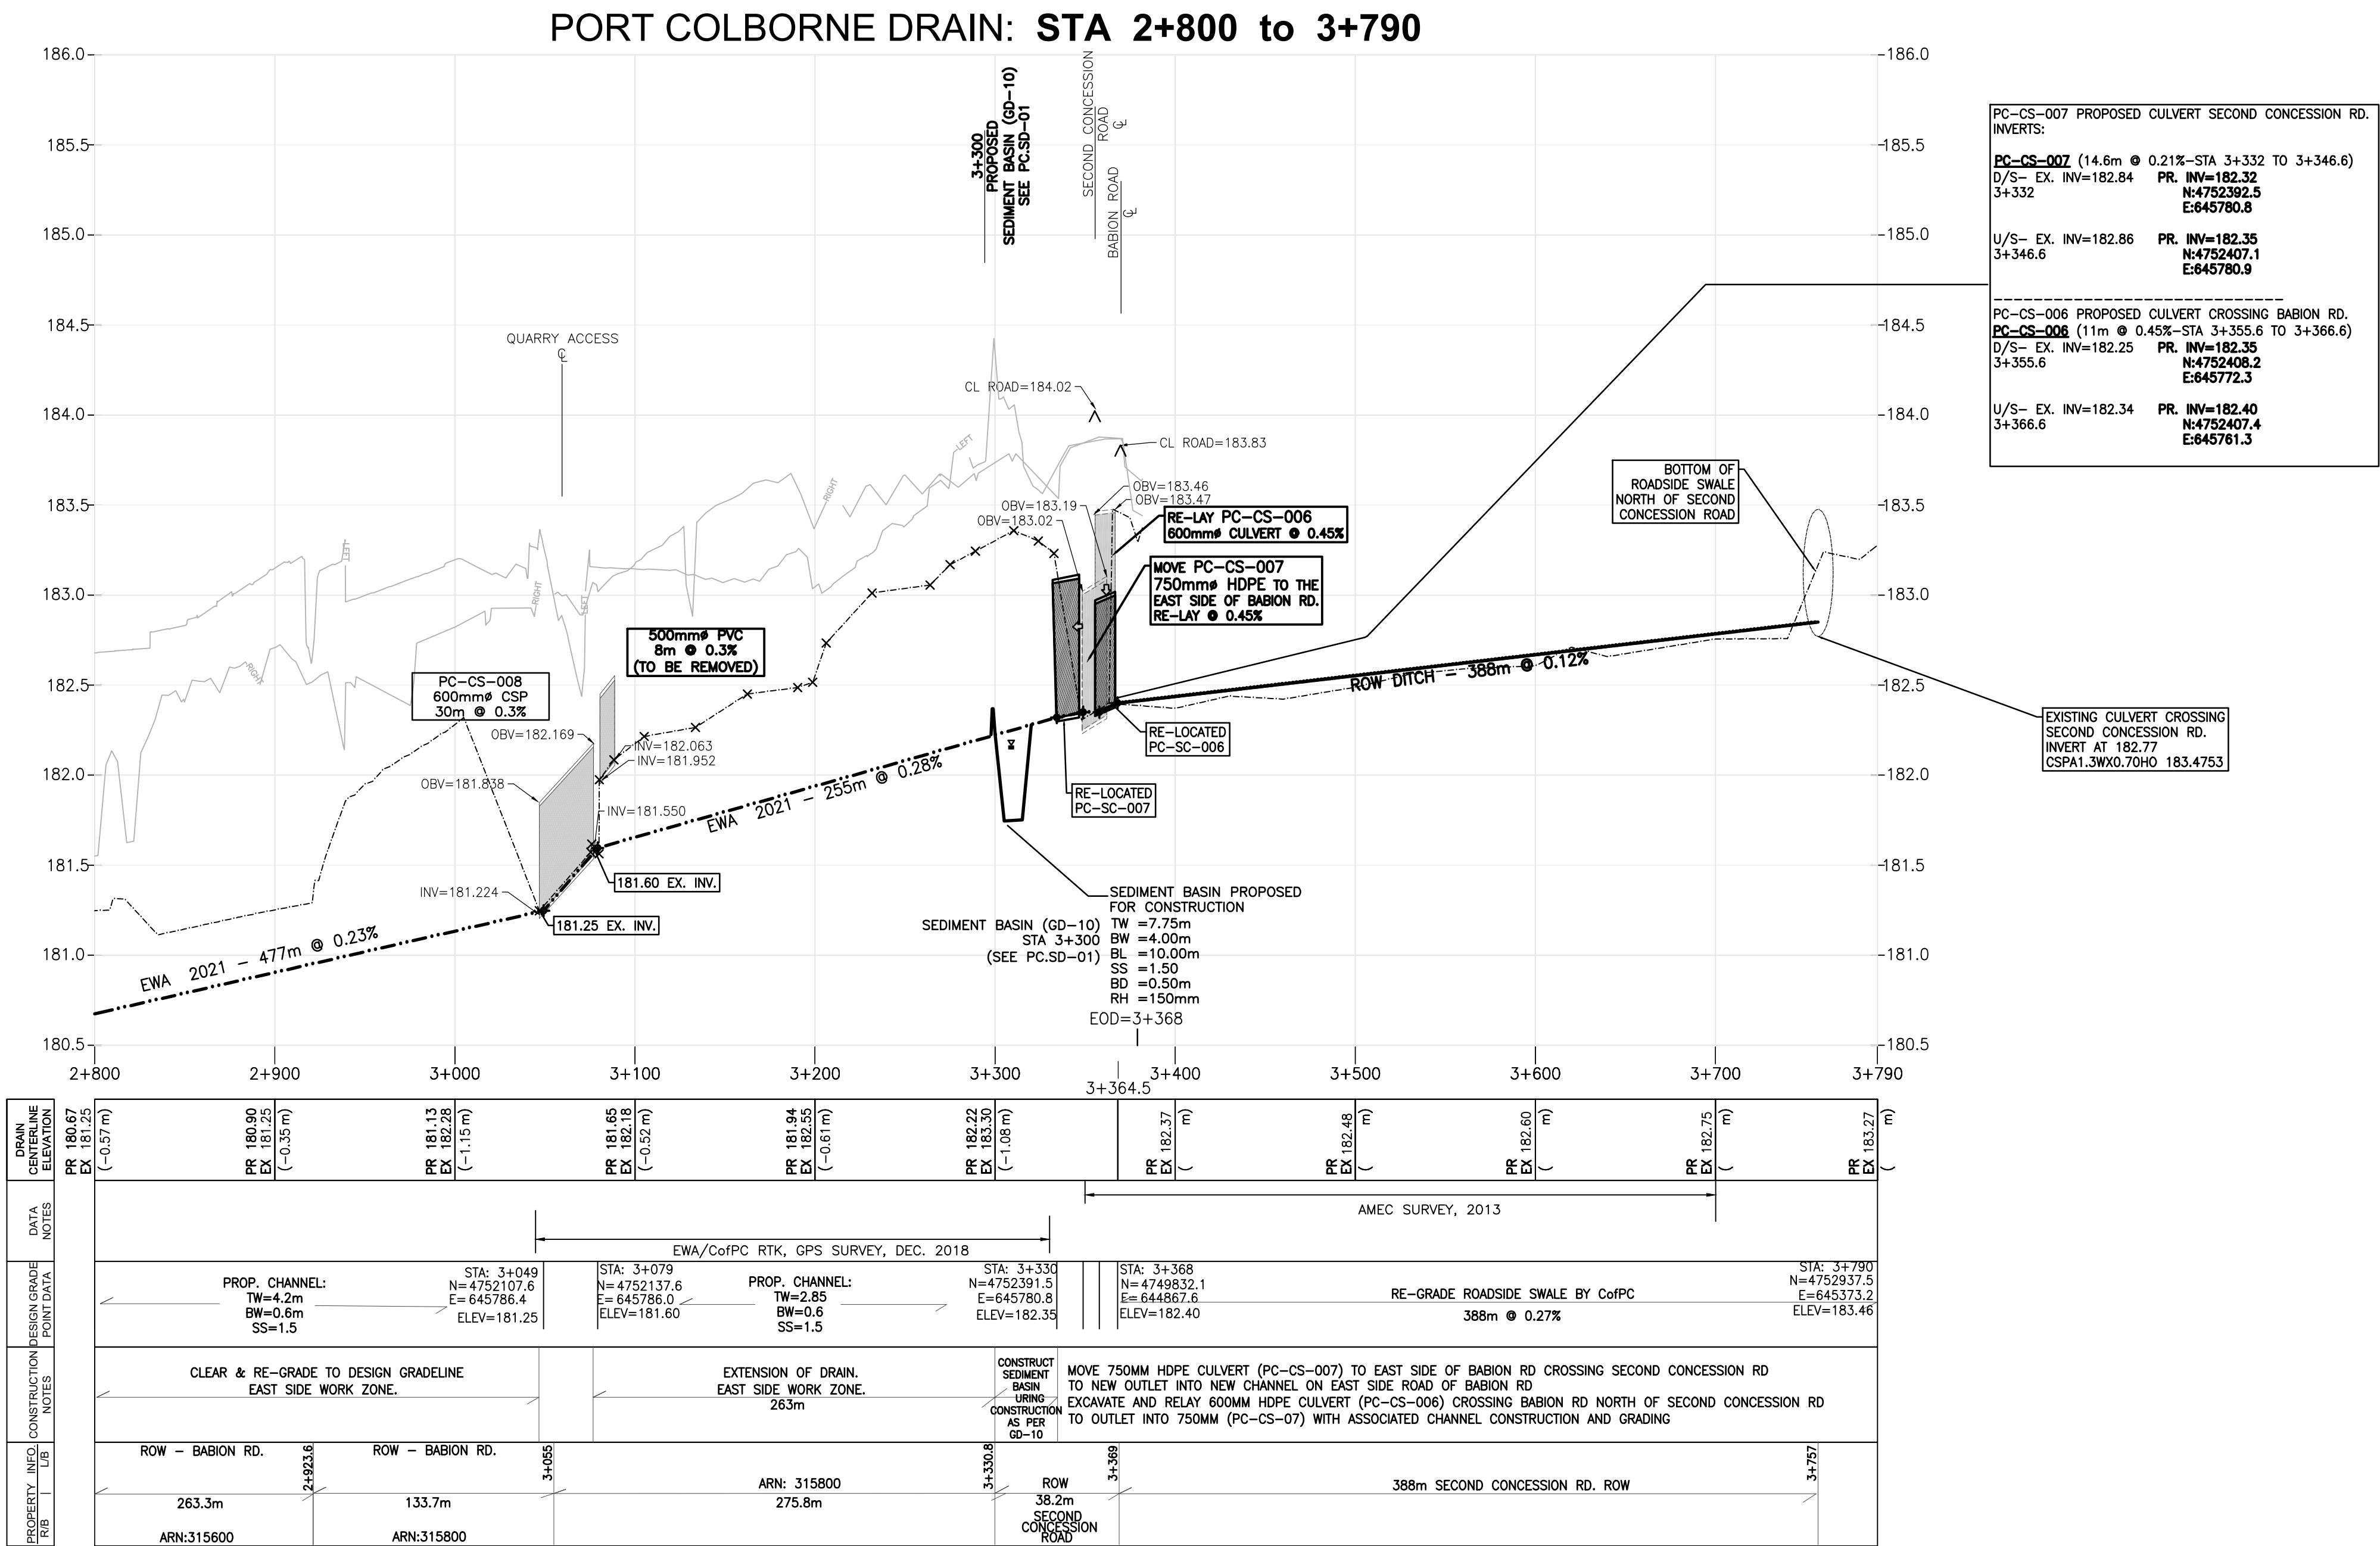 PORT COLBORNE DRAIN: STA 2+800 to 3+790
186.0
185.5
185.0
184.5
184.0
183.5
183.0
182.5
182.0
181.5
181.0
180.5
186.0
185.5
185.0
184.5
184.0
183.5
183.0
182.5
182.0
181.5
181.0
180.5
3+300
PROPOSED
SEDIMENT BASIN (GD-10)
SEE PC.SD-01
SECOND CONCESSION
ROAD
BABION ROAD
QUARRY ACCESS
CL ROAD=184.02
CL ROAD=183.83
LEFT
RIGHT
LEFT
RIGHT
LEFT
RIGHT
OBV=183.46
OBV=183.47
OBV=183.19
OBV=183.02
RE-LAY PC-CS-006
600mmø CULVERT @ 0.45%
MOVE PC-CS-007
750mmø HDPE TO THE
EAST SIDE OF BABION RD.
RE-LAY @ 0.45%
500mmø PVC
8m @ 0.3%
(TO BE REMOVED)
PC-CS-008
600mmø CSP
30m @ 0.3%
OBV=182.169
OBV=181.838
INV=182.063
INV=181.952
INV=181.550
INV=181.224
181.60 EX. INV.
181.25 EX. INV.
EWA 2021 - 477m @ 0.23%
EWA 2021 - 255m @ 0.28%
ROW DITCH - 388m @ 0.12%
RE-LOCATED
PC-SC-006
RE-LOCATED
PC-SC-007
BOTTOM OF
ROADSIDE SWALE
NORTH OF SECOND
CONCESSION ROAD
EXISTING CULVERT CROSSING
SECOND CONCESSION RD.
INVERT AT 182.77
CSPA1.3WX0.70HO 183.4753
PC-CS-007 PROPOSED CULVERT SECOND CONCESSION RD.
INVERTS:
PC-CS-007 (14.6m @ 0.21%-STA 3+332 TO 3+346.6)
D/S- EX. INV=182.84 PR. INV=182.32
3+332 N:4752392.5
E:645780.8
U/S- EX. INV=182.86 PR. INV=182.35
3+346.6 N:4752407.1
E:645780.9
PC-CS-006 PROPOSED CULVERT CROSSING BABION RD.
PC-CS-006 (11m @ 0.45%-STA 3+355.6 TO 3+366.6)
D/S- EX. INV=182.25 PR. INV=182.35
3+355.6 N:4752408.2
E:645772.3
U/S- EX. INV=182.34 PR. INV=182.40
3+366.6 N:4752407.4
E:645761.3
SEDIMENT BASIN PROPOSED
FOR CONSTRUCTION
SEDIMENT BASIN (GD-10) TW =7.75m
STA 3+300 BW =4.00m
(SEE PC.SD-01) BL =10.00m
SS =1.50
BD =0.50m
RH =150mm
EOD=3+368
2+800 2+900 3+000 3+100 3+200 3+300 3+400 3+500 3+600 3+700 3+790
3+364.5
DRAIN
CENTERLINE
ELEVATION
PR 180.67
EX 181.25
(-0.57 m)
PR 180.90
EX 181.25
(-0.35 m)
PR 181.13
EX 182.28
(-1.15 m)
PR 181.65
EX 182.18
(-0.52 m)
PR 181.94
EX 182.55
(-0.61 m)
PR 182.22
EX 183.30
(-1.08 m)
PR
EX 182.37
( m)
PR
EX 182.48
( m)
PR
EX 182.60
( m)
PR
EX 182.75
( m)
PR
EX 183.27
( m)
DATA
NOTES
AMEC SURVEY, 2013
EWA/CofPC RTK, GPS SURVEY, DEC. 2018
DESIGN GRADE
POINT DATA
PROP. CHANNEL:
TW=4.2m
BW=0.6m
SS=1.5
STA: 3+049
N=4752107.6
E=645786.4
ELEV=181.25
STA: 3+079
N=4752137.6
E=645786.0
ELEV=181.60
PROP. CHANNEL:
TW=2.85
BW=0.6
SS=1.5
STA: 3+330
N=4752391.5
E=645780.8
ELEV=182.35
STA: 3+368
N=4749832.1
E=644867.6
ELEV=182.40
RE-GRADE ROADSIDE SWALE BY CofPC
388m @ 0.27%
STA: 3+790
N=4752937.5
E=645373.2
ELEV=183.46
CONSTRUCTION
NOTES
CLEAR & RE-GRADE TO DESIGN GRADELINE
EAST SIDE WORK ZONE.
EXTENSION OF DRAIN.
EAST SIDE WORK ZONE.
263m
CONSTRUCT
SEDIMENT
BASIN
URING
CONSTRUCTION
AS PER
GD-10
MOVE 750MM HDPE CULVERT (PC-CS-007) TO EAST SIDE OF BABION RD CROSSING SECOND CONCESSION RD
TO NEW OUTLET INTO NEW CHANNEL ON EAST SIDE ROAD OF BABION RD
EXCAVATE AND RELAY 600MM HDPE CULVERT (PC-CS-006) CROSSING BABION RD NORTH OF SECOND CONCESSION RD
TO OUTLET INTO 750MM (PC-CS-07) WITH ASSOCIATED CHANNEL CONSTRUCTION AND GRADING
PROPERTY INFO.
R/B | L/B
ROW - BABION RD.
263.3m
ARN:315600
2+923.6
ROW - BABION RD.
133.7m
ARN:315800
3+055
ARN: 315800
275.8m
3+330.8
ROW
38.2m
SECOND
CONCESSION
ROAD
3+369
388m SECOND CONCESSION RD. ROW
3+757